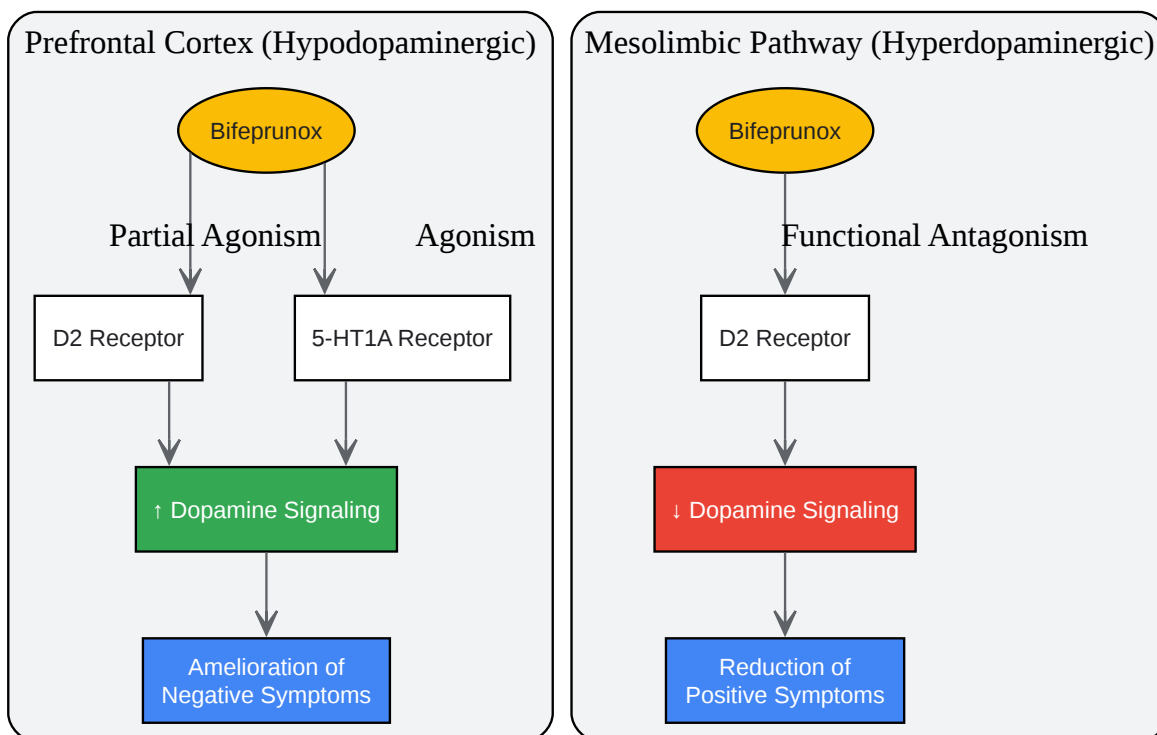 Prefrontal Cortex (Hypodopaminergic)
Bifeprunox
Partial Agonism
Agonism
D2 Receptor
5-HT1A Receptor
↑ Dopamine Signaling
Amelioration of
Negative Symptoms
Mesolimbic Pathway (Hyperdopaminergic)
Bifeprunox
Functional Antagonism
D2 Receptor
↓ Dopamine Signaling
Reduction of
Positive Symptoms